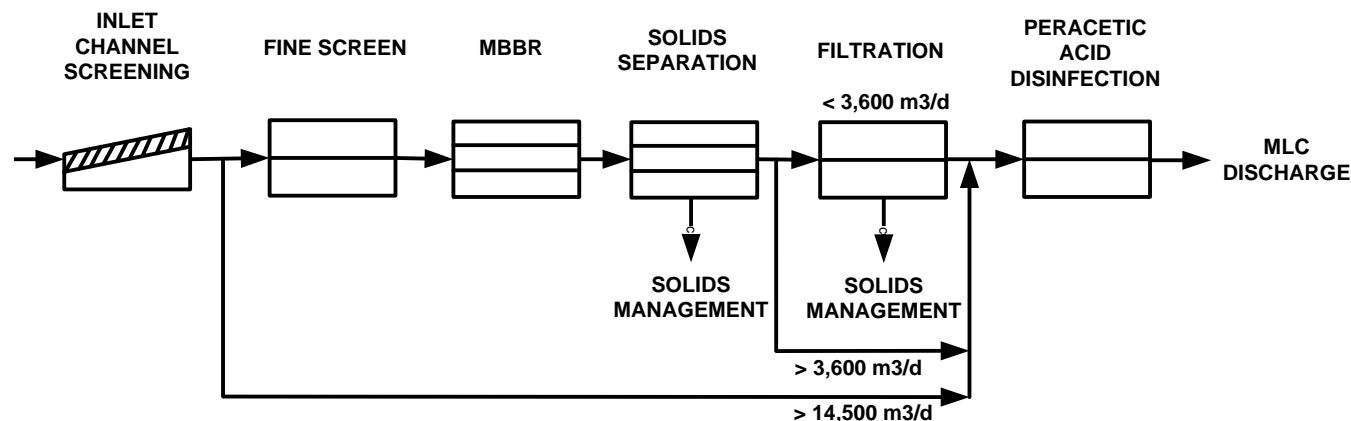 INLET
CHANNEL
SCREENING
FINE SCREEN
MBBR
SOLIDS
SEPARATION
FILTRATION
< 3,600 m3/d
PERACETIC
ACID
DISINFECTION
MLC
DISCHARGE
C
C
SOLIDS
MANAGEMENT
SOLIDS
MANAGEMENT
> 3,600 m3/d
> 14,500 m3/d